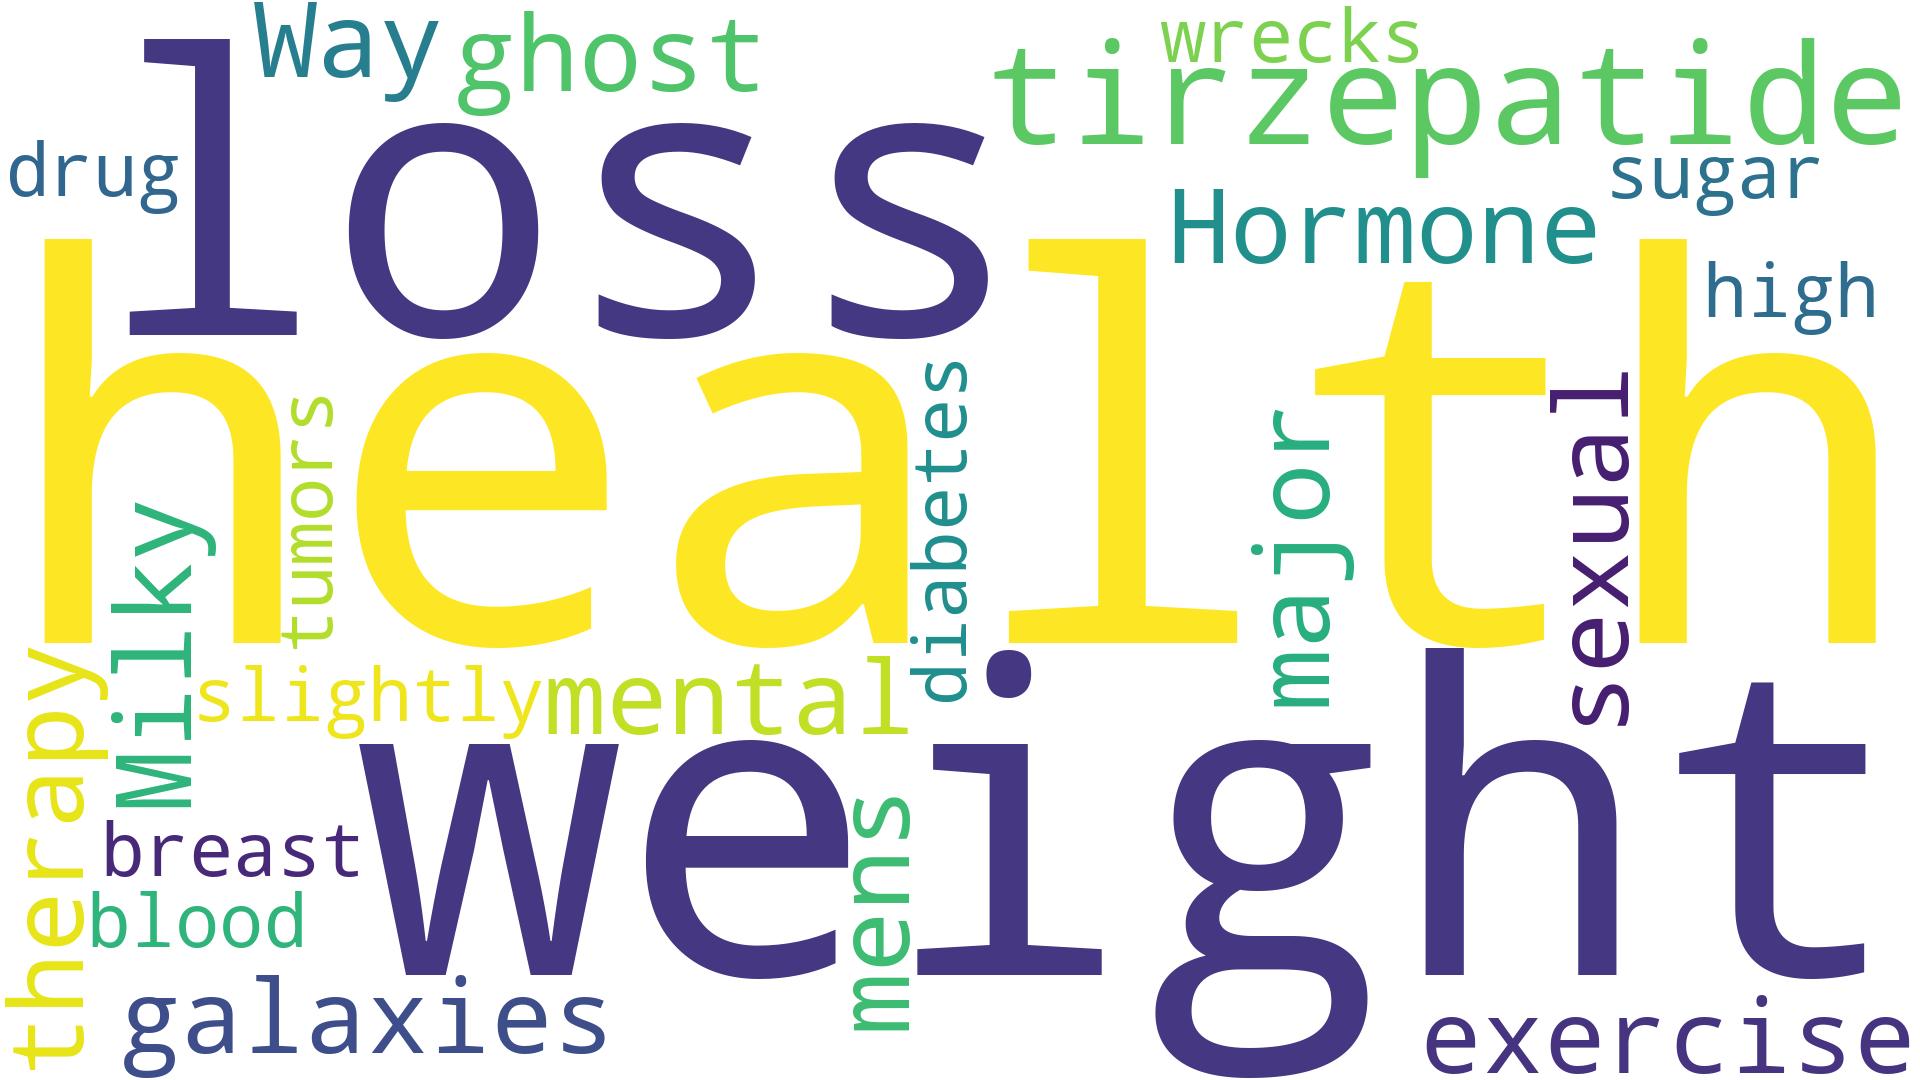 Way
ghost
wrecks
tirzepatide
loss
drug
sugar
Hormone
high
health
tumors
diabetes
major
sexual
Milky
therapy
slightly
mental
weight
mens
breast
blood
galaxies
exercise